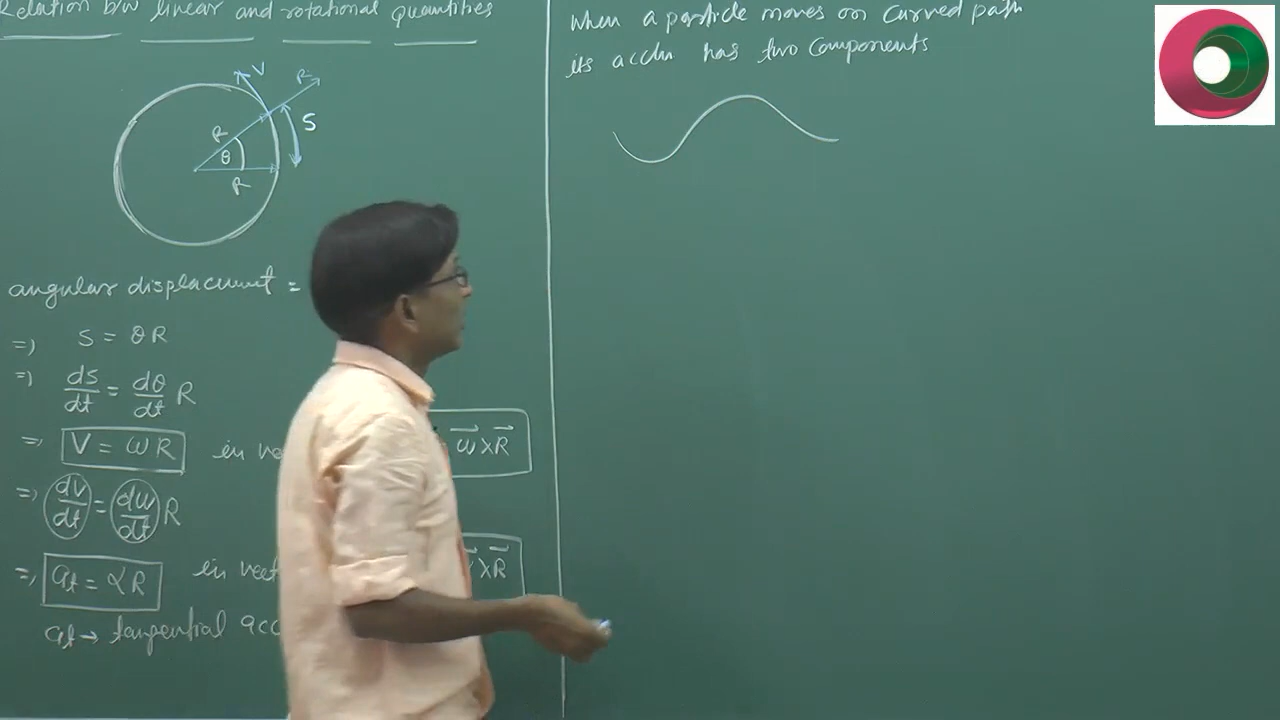 Relation b/w linear and rotational quantities
V
R
S
R
θ
R
angular displacement =
=) S = θR
=) dS/dt = dθ/dt R
=) V = ωR in ve ω⃗ × R⃗
=) dV/dt = dω/dt R
=) at = αR in vect × R⃗
at → tangential acc
When a particle moves on curved path
its accln has two components